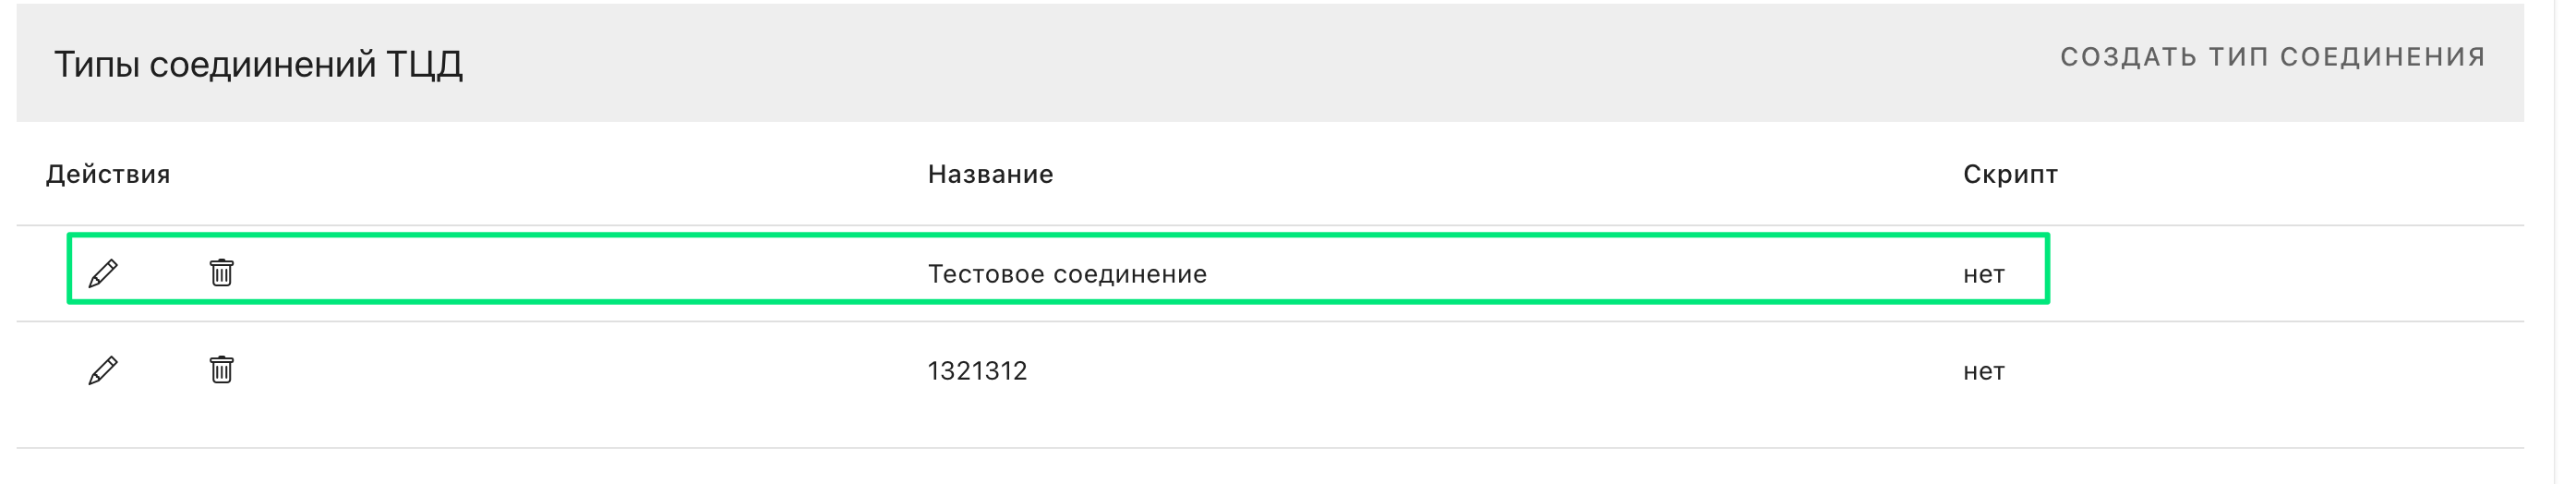 Типы соедиинений ТЦД
СОЗДАТЬ ТИП СОЕДИНЕНИЯ
Действия Название Скрипт
Тестовое соединение нет
1321312 нет